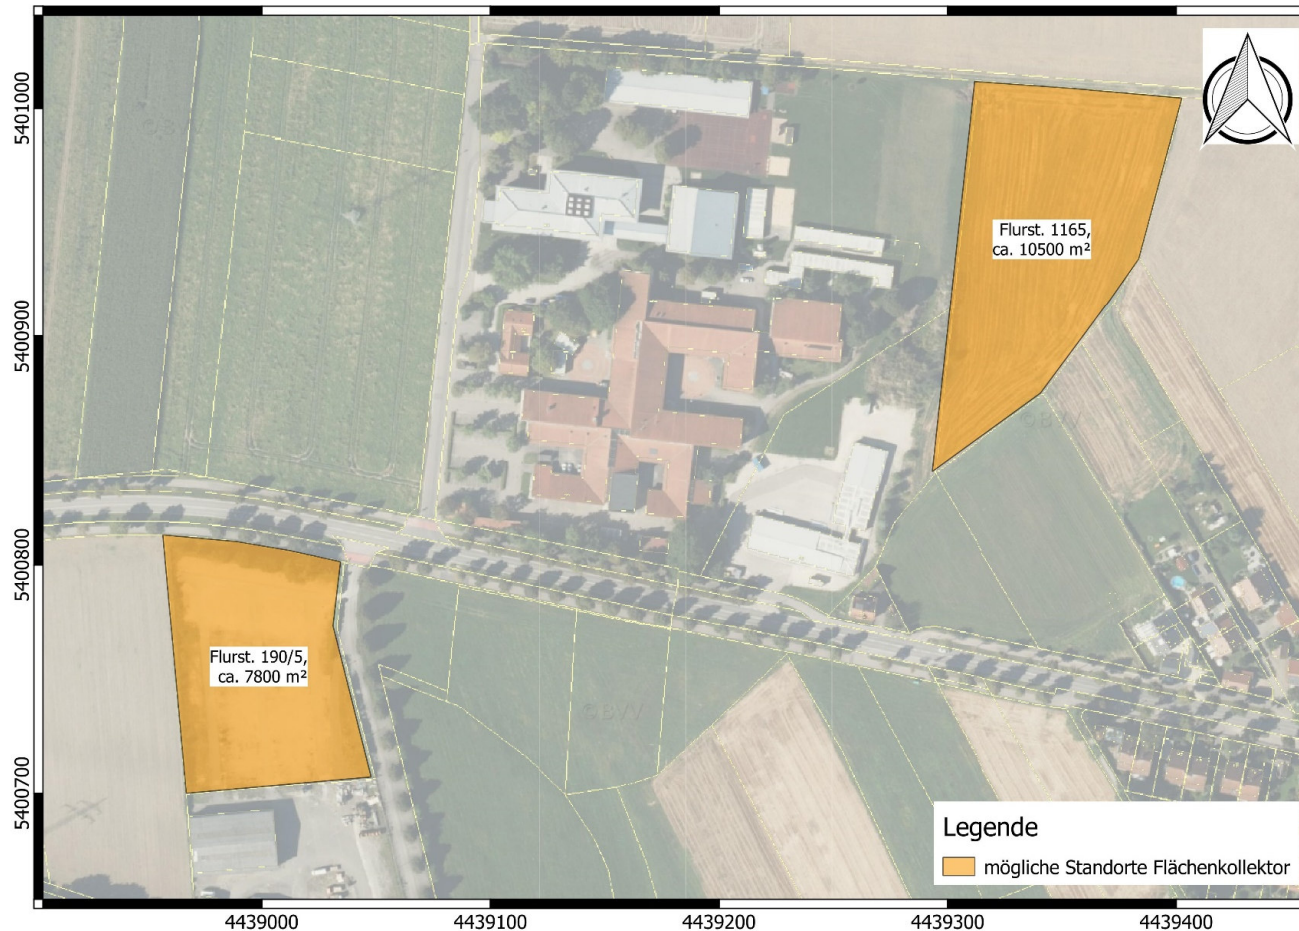 5401000
5400900
5400800
5400700
Flurst. 1165,
ca. 10500 m²
Flurst. 190/5,
ca. 7800 m²
©BVV
©BVV
Legende
mögliche Standorte Flächenkollektor
4439000
4439100
4439200
4439300
4439400